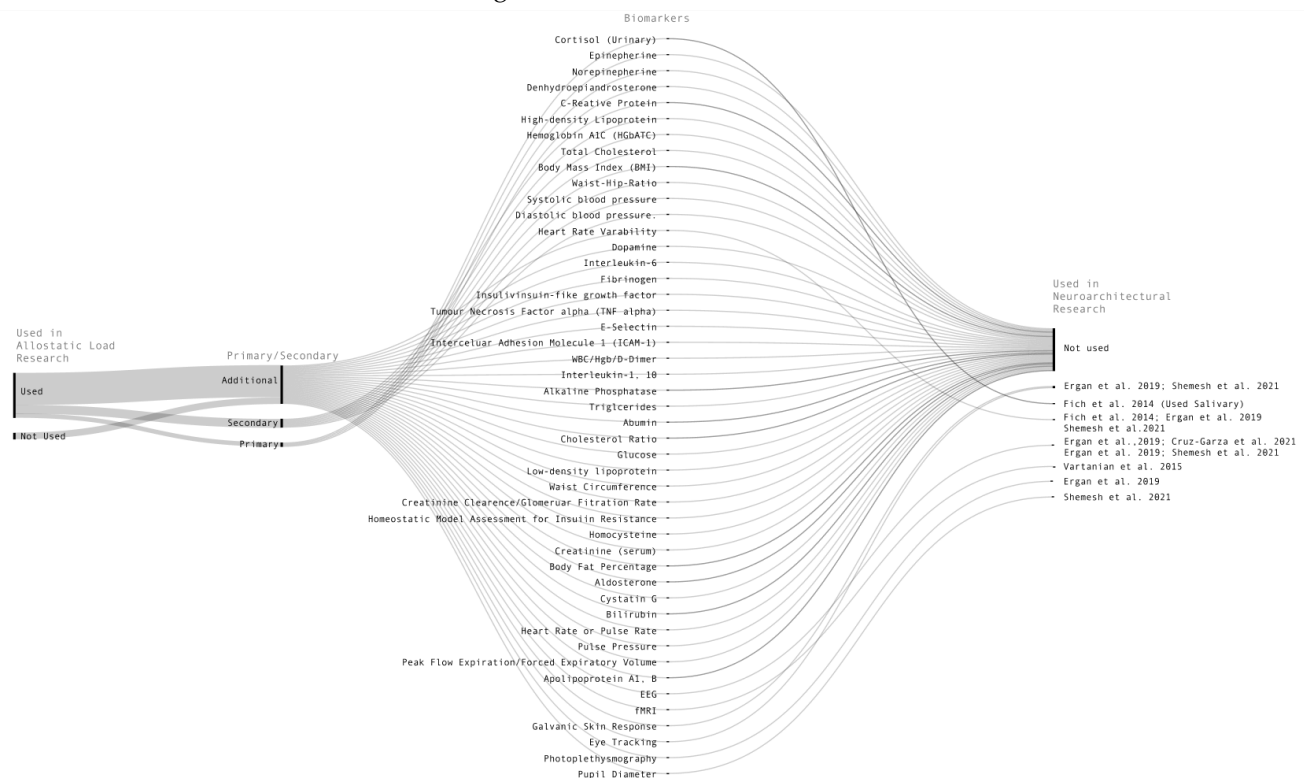 Biomarkers
Cortisol (Urinary)
Epinepherine
Norepinepherine
Denhydroepiandrosterone
C-Reative Protein
High-density Lipoprotein
Hemoglobin A1C (HGbATC)
Total Cholesterol
Body Mass Index (BMI)
Waist-Hip-Ratio
Systolic blood pressure
Diastolic blood pressure.
Heart Rate Varability
Dopamine
Interleukin-6
Fibrinogen
Insulivinsuin-fike growth factor
Tumour Necrosis Factor alpha (TNF alpha)
E-Selectin
Interceluar Adhesion Molecule 1 (ICAM-1)
WBC/Hgb/D-Dimer
Interleukin-1, 10
Alkaline Phosphatase
Triglcerides
Abumin
Cholesterol Ratio
Glucose
Low-density lipoprotein
Waist Circumference
Creatinine Clearence/Glomeruar Fitration Rate
Homeostatic Model Assessment for Insuiin Resistance
Homocysteine
Creatinine (serum)
Body Fat Percentage
Aldosterone
Cystatin G
Bilirubin
Heart Rate or Pulse Rate
Pulse Pressure
Peak Flow Expiration/Forced Expiratory Volume
Apolipoprotein A1, B
EEG
fMRI
Galvanic Skin Response
Eye Tracking
Photoplethysmography
Pupil Diameter
Used in
Allostatic Load
Research
Used
Not Used
Primary/Secondary
Additional
Secondary
Primary
Used in
Neuroarchitectural
Research
Not used
Ergan et al. 2019; Shemesh et al. 2021
Fich et al. 2014 (Used Salivary)
Fich et al. 2014; Ergan et al. 2019
Shemesh et al.2021
Ergan et al.,2019; Cruz-Garza et al. 2021
Ergan et al. 2019; Shemesh et al. 2021
Vartanian et al. 2015
Ergan et al. 2019
Shemesh et al. 2021